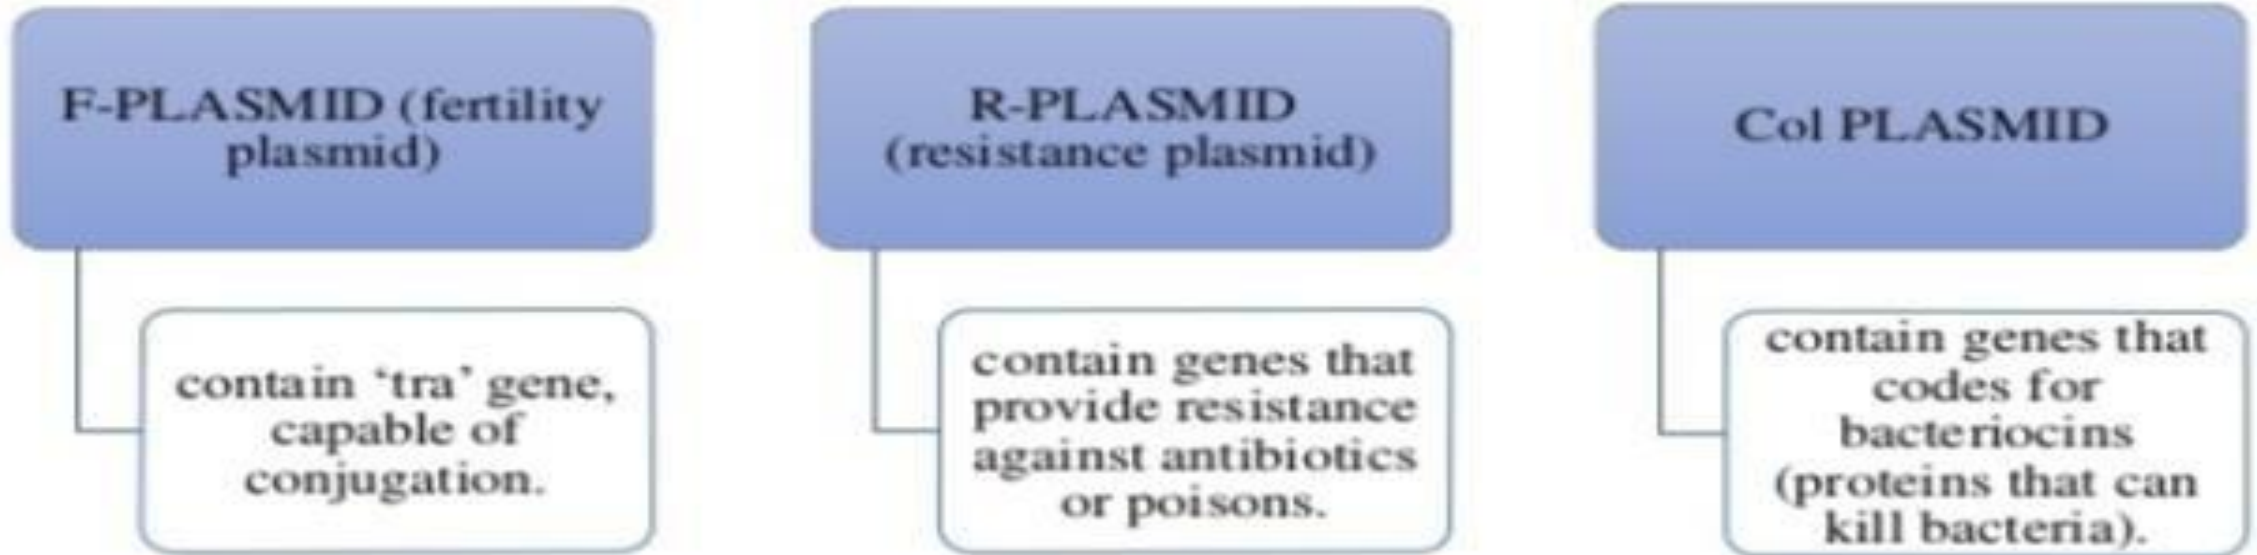 F-PLASMID (fertility
plasmid)
contain ‘tra’ gene,
capable of
conjugation.
R-PLASMID
(resistance plasmid)
contain genes that
provide resistance
against antibiotics
or poisons.
Col PLASMID
contain genes that
codes for
bacteriocins
(proteins that can
kill bacteria).